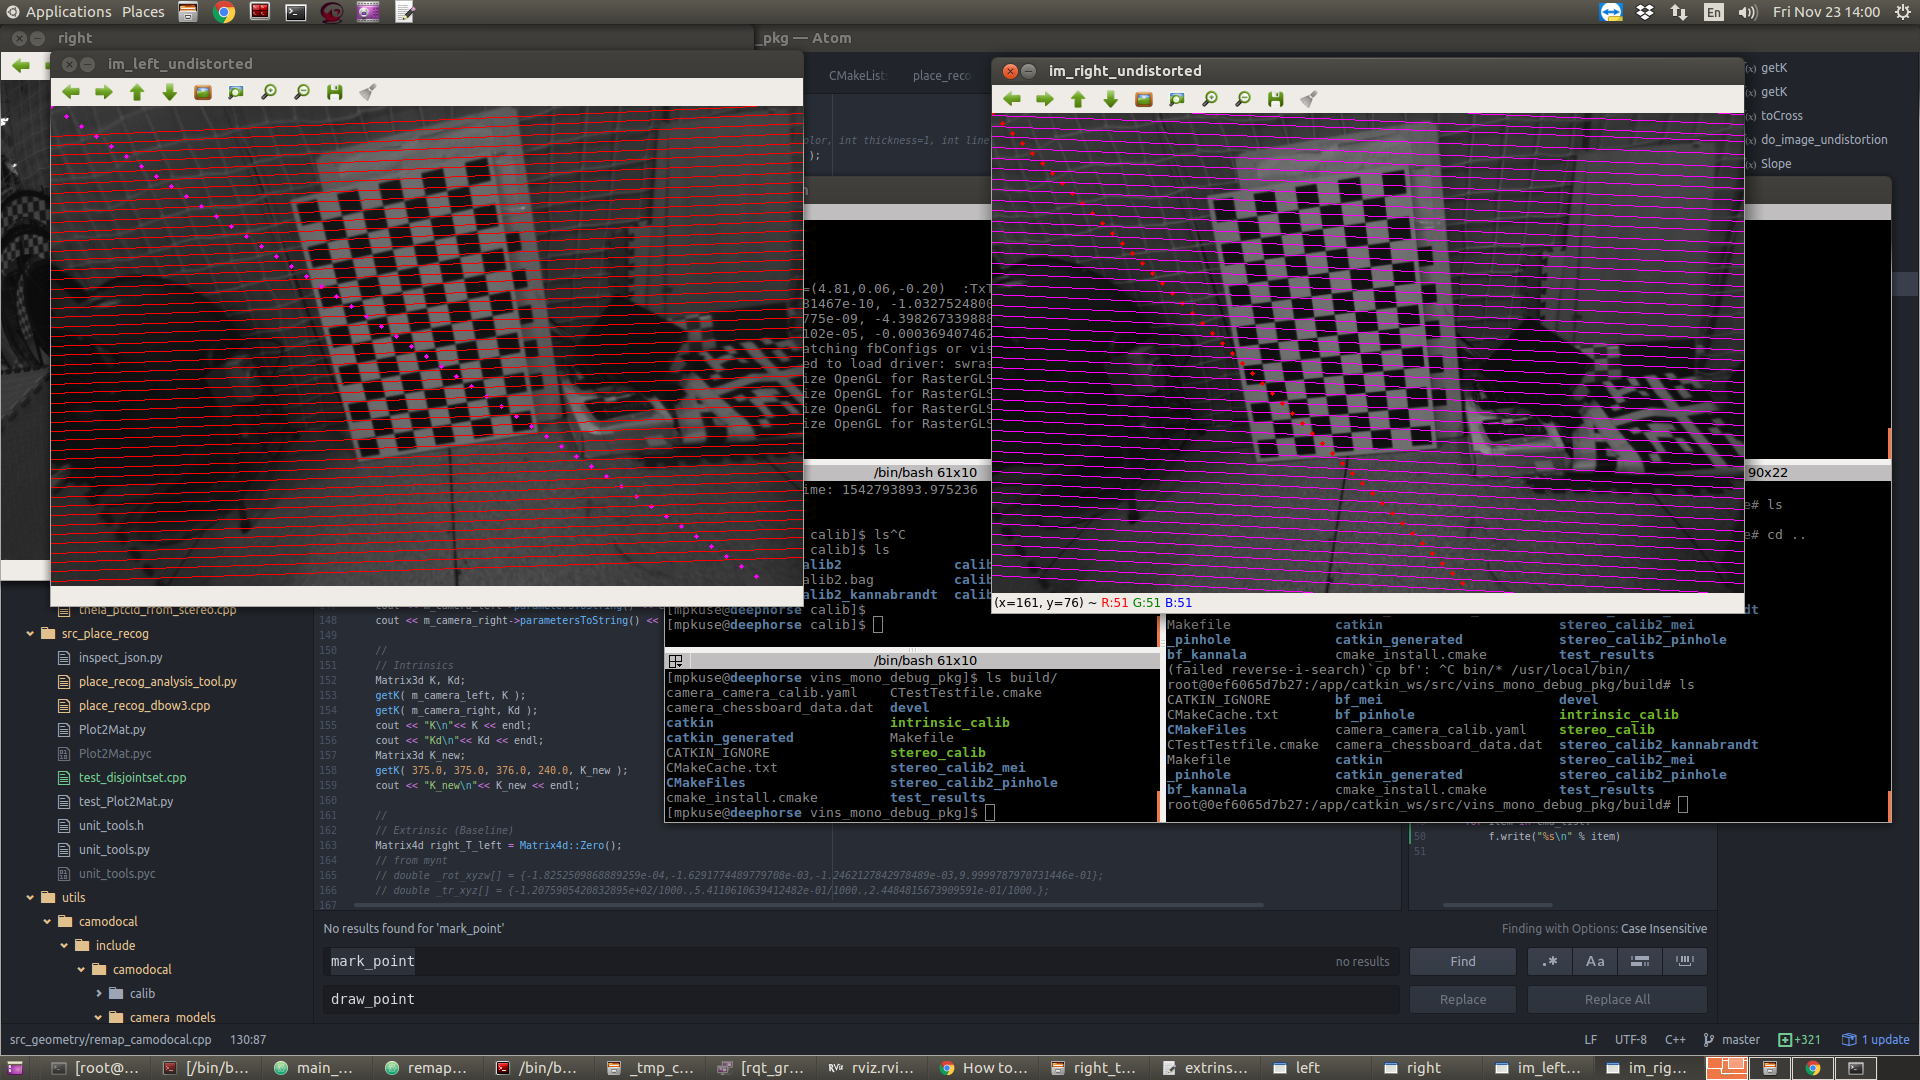 Applications Places
En Fri Nov 23 14:00
right
_pkg — Atom
im_left_undistorted
im_right_undistorted
CMakeLists
place_reco
getK
getK
toCross
do_image_undistortion
Slope
olor, int thickness=1, int line
);
=(4.81,0.06,-0.20) :TxT
81467e-10, -1.0327524800
775e-09, -4.398267339888
102e-05, -0.000369407462
atching fbConfigs or vis
ed to load driver: swras
ize OpenGL for RasterGLS
ize OpenGL for RasterGLS
ize OpenGL for RasterGLS
ize OpenGL for RasterGLS
/bin/bash 61x10
ime: 1542793893.975236
calib]$ ls^C
calib]$ ls
alib2 calib
alib2.bag calib
alib2_kannabrandt calib
[mpkuse@deephorse calib]$
[mpkuse@deephorse calib]$
90x22
e# ls
e# cd ..
(x=161, y=76) ~ R:51 G:51 B:51
theia_ptcld_from_stereo.cpp
src_place_recog
inspect_json.py
place_recog_analysis_tool.py
place_recog_dbow3.cpp
Plot2Mat.py
Plot2Mat.pyc
test_disjointset.cpp
test_Plot2Mat.py
unit_tools.h
unit_tools.py
unit_tools.pyc
utils
camodocal
include
camodocal
calib
camera_models
148 cout << m_camera_right->parametersToString() <<
149
150 //
151 // Intrinsics
152 Matrix3d K, Kd;
153 getK( m_camera_left, K );
154 getK( m_camera_right, Kd );
155 cout << "K\n"<< K << endl;
156 cout << "Kd\n"<< Kd << endl;
157 Matrix3d K_new;
158 getK( 375.0, 375.0, 376.0, 240.0, K_new );
159 cout << "K_new\n"<< K_new << endl;
160
161 //
162 // Extrinsic (Baseline)
163 Matrix4d right_T_left = Matrix4d::Zero();
164 // from mynt
165 // double _rot_xyzw[] = {-1.8252509868889259e-04,-1.6291774489779708e-03,-1.2462127842978489e-03,9.9999787970731446e-01};
166 // double _tr_xyz[] = {-1.2075905420832895e+02/1000.,5.4110610639412482e-01/1000.,2.4484815673909591e-01/1000.};
167
/bin/bash 61x10
[mpkuse@deephorse vins_mono_debug_pkg]$ ls build/
camera_camera_calib.yaml CTestTestfile.cmake
camera_chessboard_data.dat devel
catkin intrinsic_calib
catkin_generated Makefile
CATKIN_IGNORE stereo_calib
CMakeCache.txt stereo_calib2_mei
CMakeFiles stereo_calib2_pinhole
cmake_install.cmake test_results
[mpkuse@deephorse vins_mono_debug_pkg]$
Makefile catkin stereo_calib2_mei
_pinhole catkin_generated stereo_calib2_pinhole
bf_kannala cmake_install.cmake test_results
(failed reverse-i-search)`cp bf': ^C bin/* /usr/local/bin/
root@0ef6065d7b27:/app/catkin_ws/src/vins_mono_debug_pkg/build# ls
CATKIN_IGNORE bf_mei devel
CMakeCache.txt bf_pinhole intrinsic_calib
CMakeFiles camera_camera_calib.yaml stereo_calib
CTestTestfile.cmake camera_chessboard_data.dat stereo_calib2_kannabrandt
Makefile catkin stereo_calib2_mei
_pinhole catkin_generated stereo_calib2_pinhole
bf_kannala cmake_install.cmake test_results
root@0ef6065d7b27:/app/catkin_ws/src/vins_mono_debug_pkg/build#
50 f.write("%s\n" % item)
51
No results found for 'mark_point'
Finding with Options: Case Insensitive
mark_point
no results
Find
.* Aa
draw_point
Replace
Replace All
src_geometry/remap_camodocal.cpp 130:87
LF UTF-8 C++ master +321 1 update
[root@... [/bin/b... main_... remap... /bin/b... _tmp_c... [rqt_gr... rviz.rvi... How to... right_t... extrins... left right im_left... im_rig...